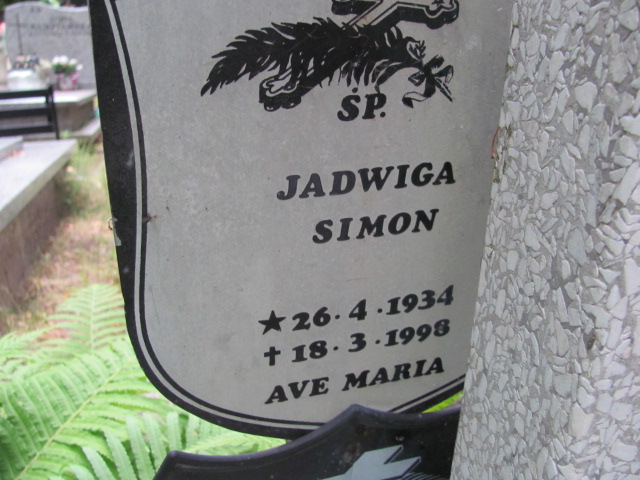 ŚP.
JADWIGA
SIMON
★ 26 · 4 · 1934
✝ 18 · 3 · 1998
AVE MARIA